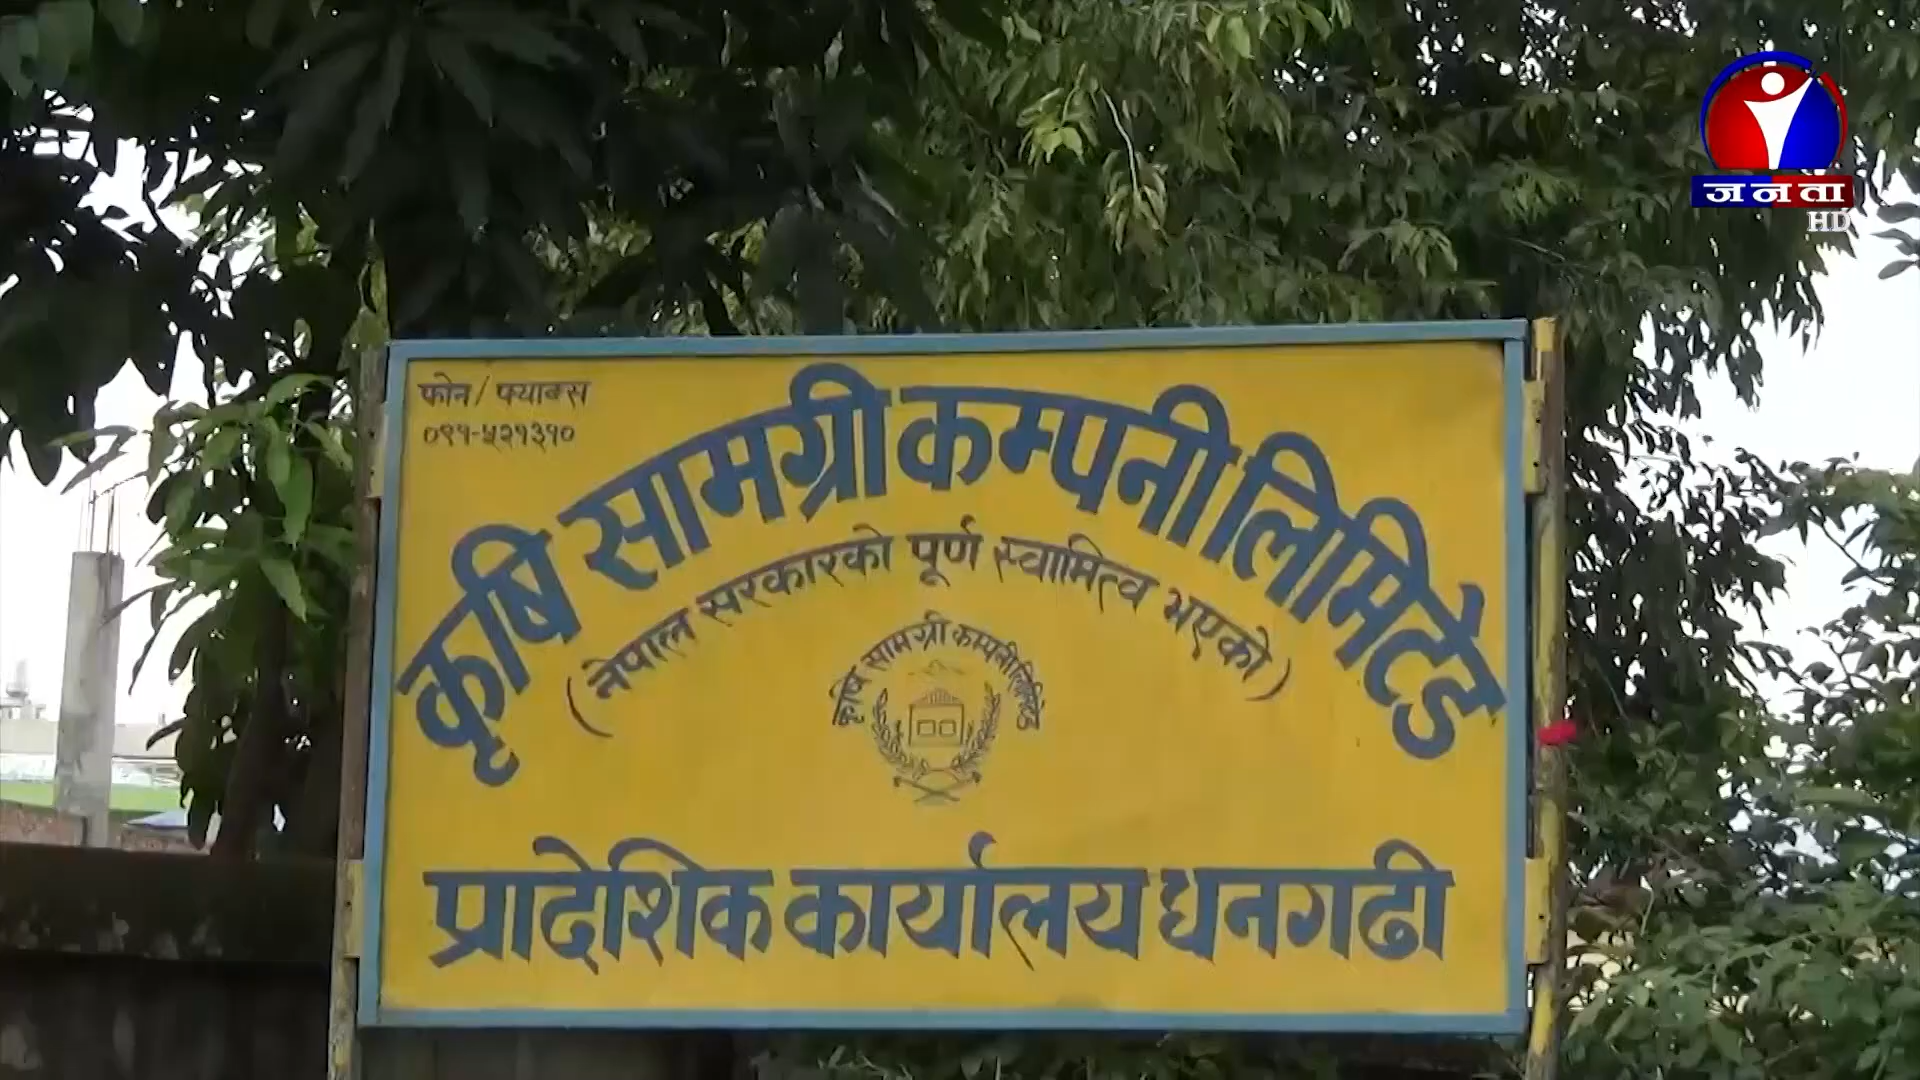 जनता
HD
फोन / फ्याक्स
०९१-५२१३१०
कृषि सामग्री कम्पनी लिमिटेड
(नेपाल सरकारको पूर्ण स्वामित्व भएको)
कृषि सामग्री कम्पनी लिमिटेड
प्रादेशिक कार्यालय धनगढी